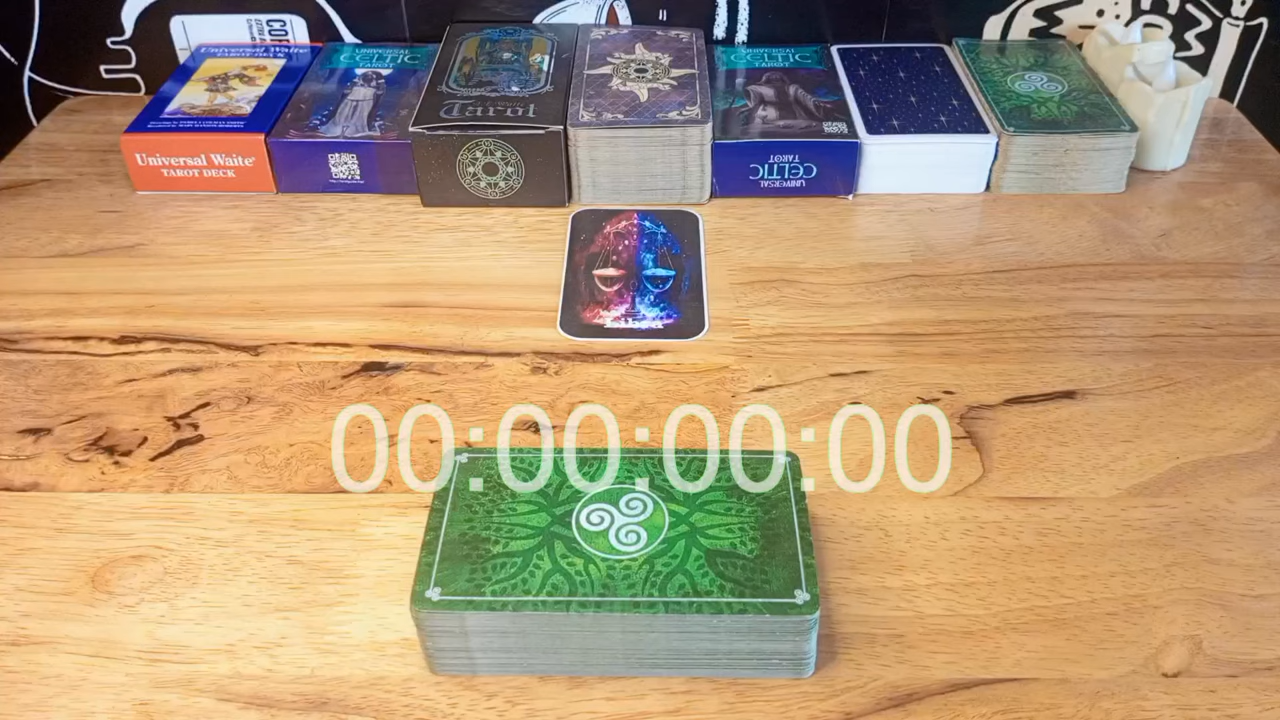 Universal Waite
TAROT DECK
Universal Waite®
TAROT DECK
UNIVERSAL
CELTIC
TAROT
A.E. Waite
Tarot
UNIVERSAL
CELTIC
TAROT
UNIVERSAL
CELTIC
TAROT
Libra
00:00:00:00